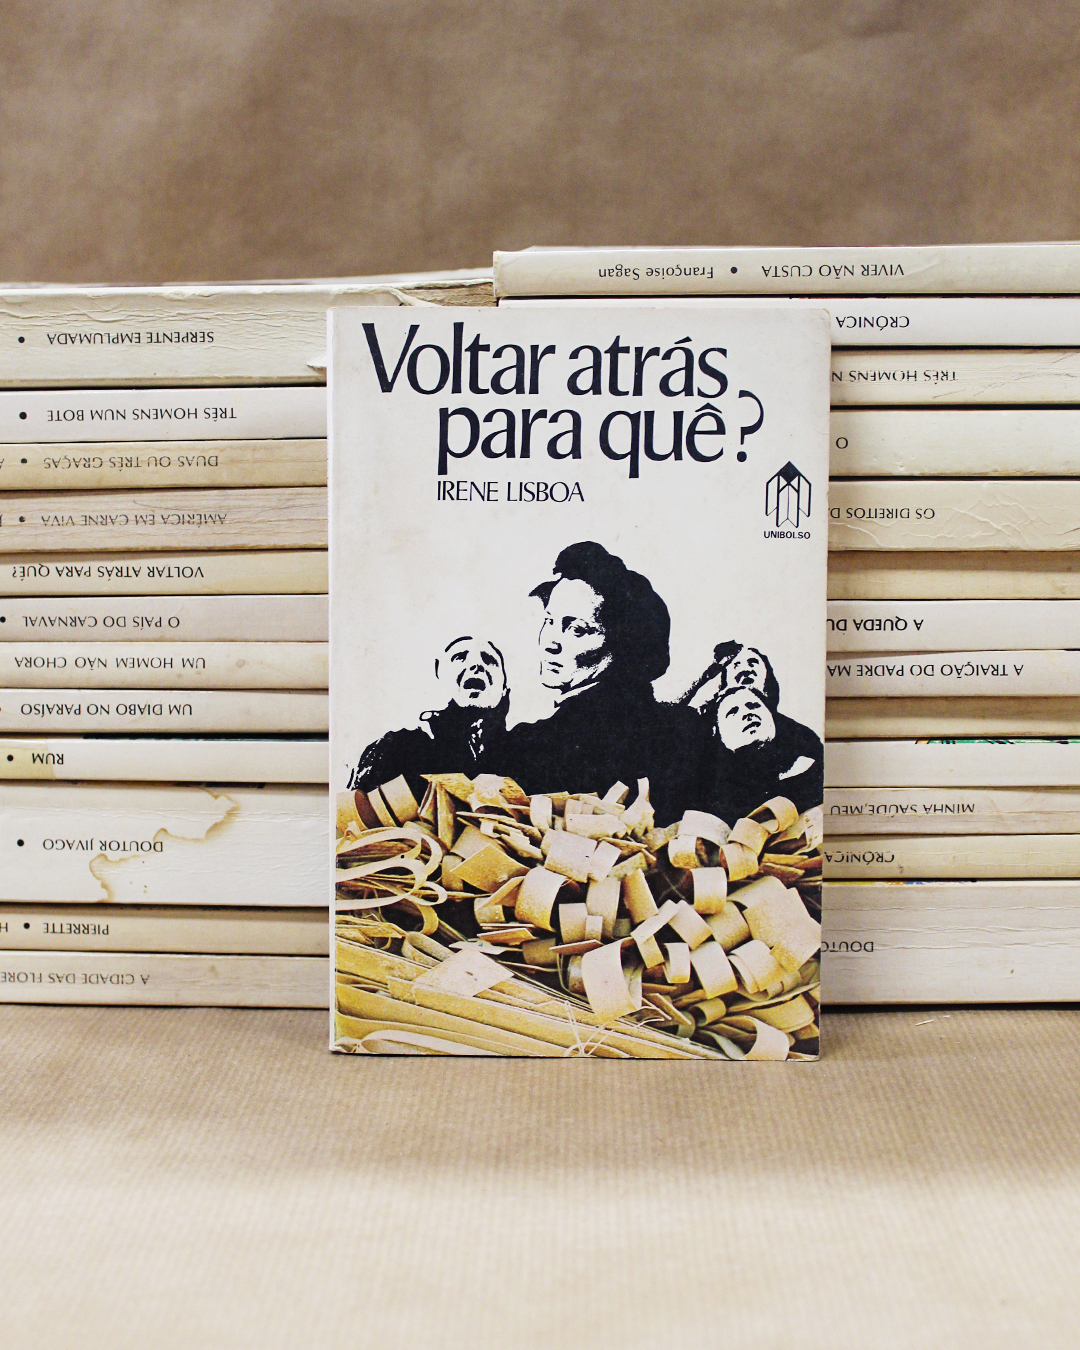 Voltar atrás
para quê?
IRENE LISBOA
UNIBOLSO
SERPENTE EMPLUMADA •
TRÊS HOMENS NUM BOTE •
DUAS OU TRÊS GRAÇAS •
AMÉRICA EM CARNE VIVA •
VOLTAR ATRÁS PARA QUÊ?
O PAÍS DO CARNAVAL •
UM HOMEM NÃO CHORA
UM DIABO NO PARAÍSO •
RUM •
DOUTOR JIVAGO •
PIERRETTE •
A CIDADE DAS FLORE
VIVER NÃO CUSTA • Françoise Sagan
CRÓNICA
TRÊS HOMENS N
O
OS DIREITOS D
A QUEDA DU
A TRAIÇÃO DO PADRE MA
MINHA SAÚDE, MEU
CRÓNICA
DOUTO